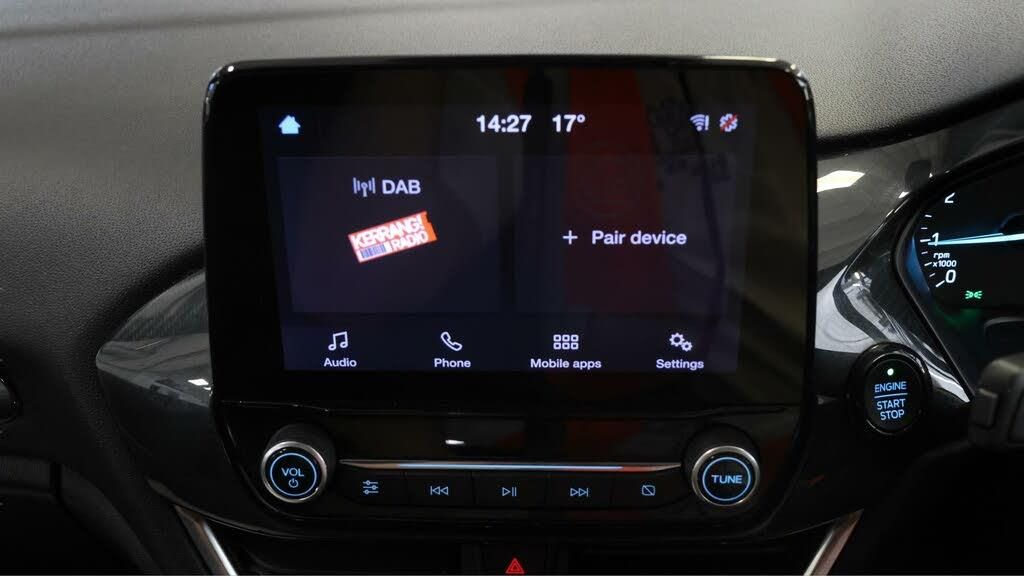 14:27 17°
DAB
KERRANG!
RADIO
+ Pair device
Audio
Phone
Mobile apps
Settings
VOL
TUNE
ENGINE
START
STOP
2
1
rpm
x1000
0